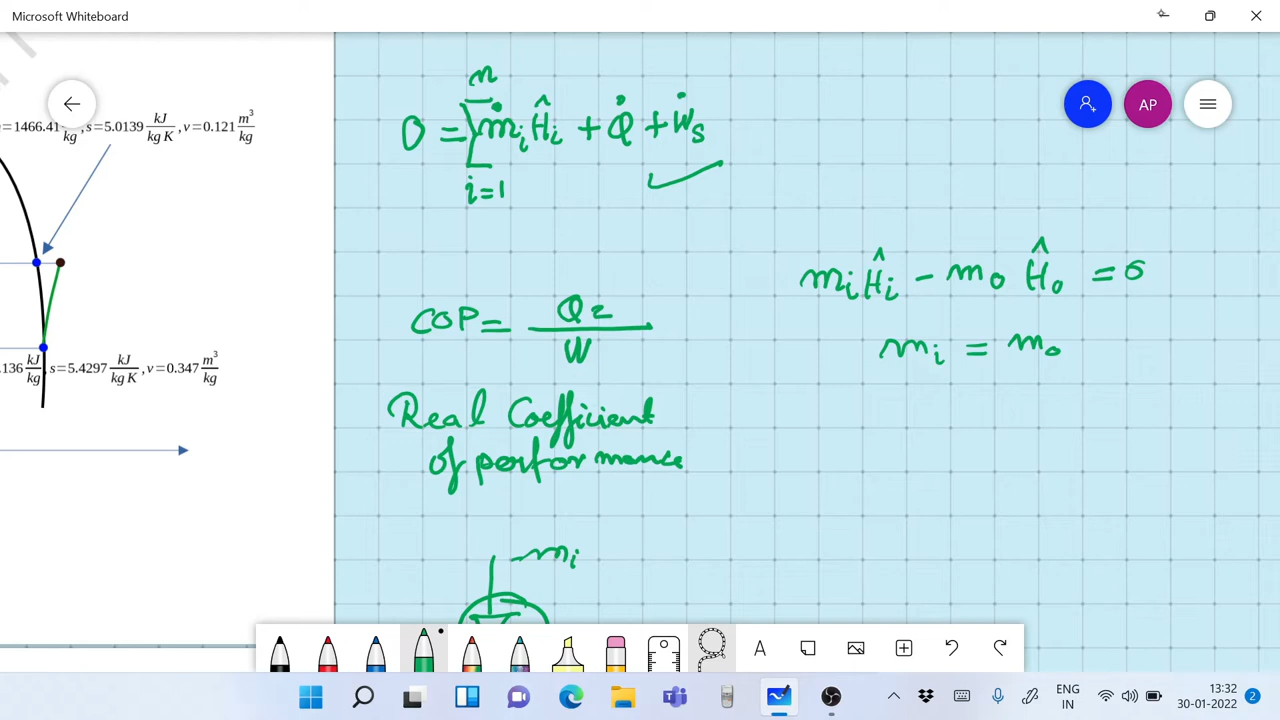 Microsoft Whiteboard
=1466.41 kJ/kg, s=5.0139 kJ/kg K, v=0.121 m³/kg
.136 kJ/kg, s=5.4297 kJ/kg K, v=0.347 m³/kg
0 = ∑_{i=1}^{n} ṁᵢĤᵢ + Q̇ + Ẇₛ
mᵢĤᵢ − m₀Ĥ₀ = 0
mᵢ = m₀
COP = Q₂/W
Real Coefficient
of performance
mᵢ
AP
A
ENG
IN
13:32
30-01-2022
2